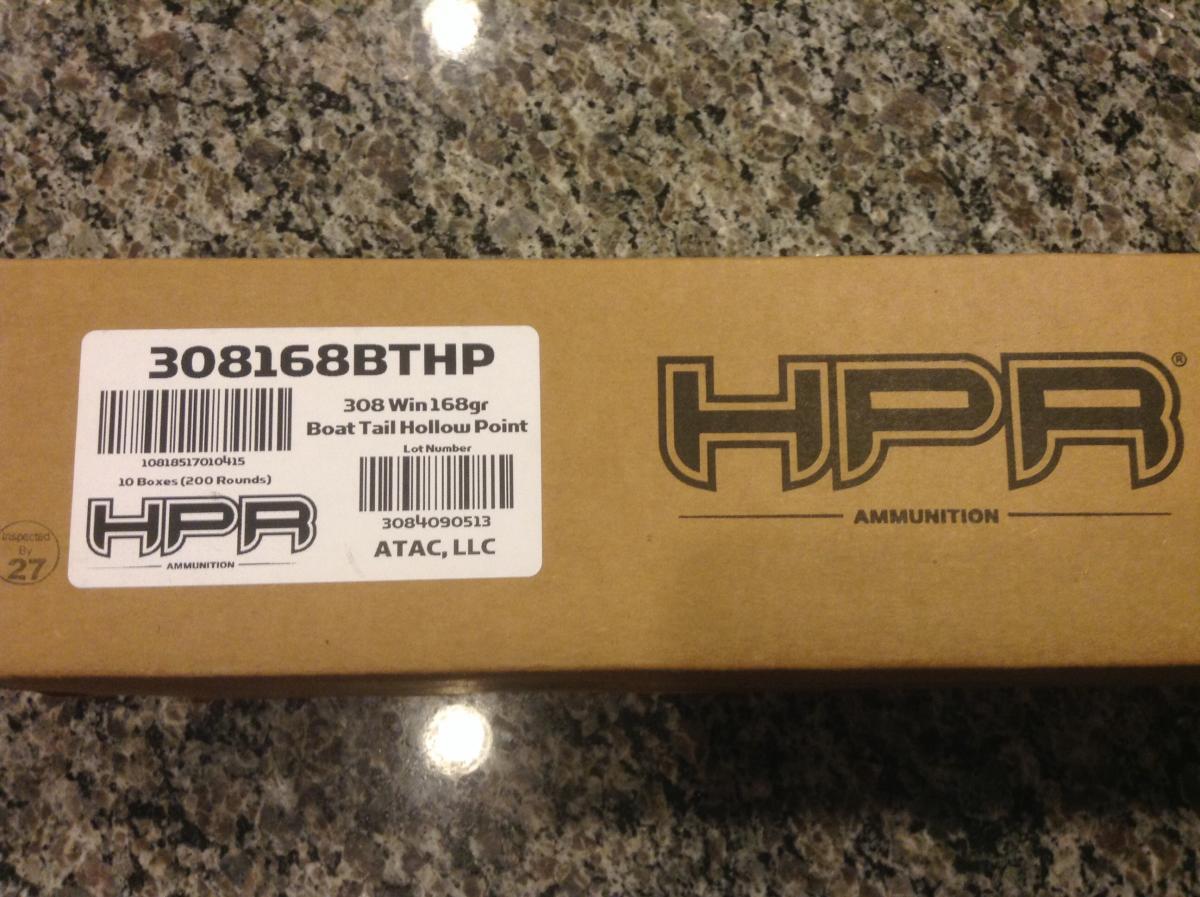 308168BTHP
10818517010415
10 Boxes (200 Rounds)
HPR
AMMUNITION
308 Win 168gr
Boat Tail Hollow Point
Lot Number
3084090513
ATAC, LLC
Inspected
By
27
HPR®
AMMUNITION